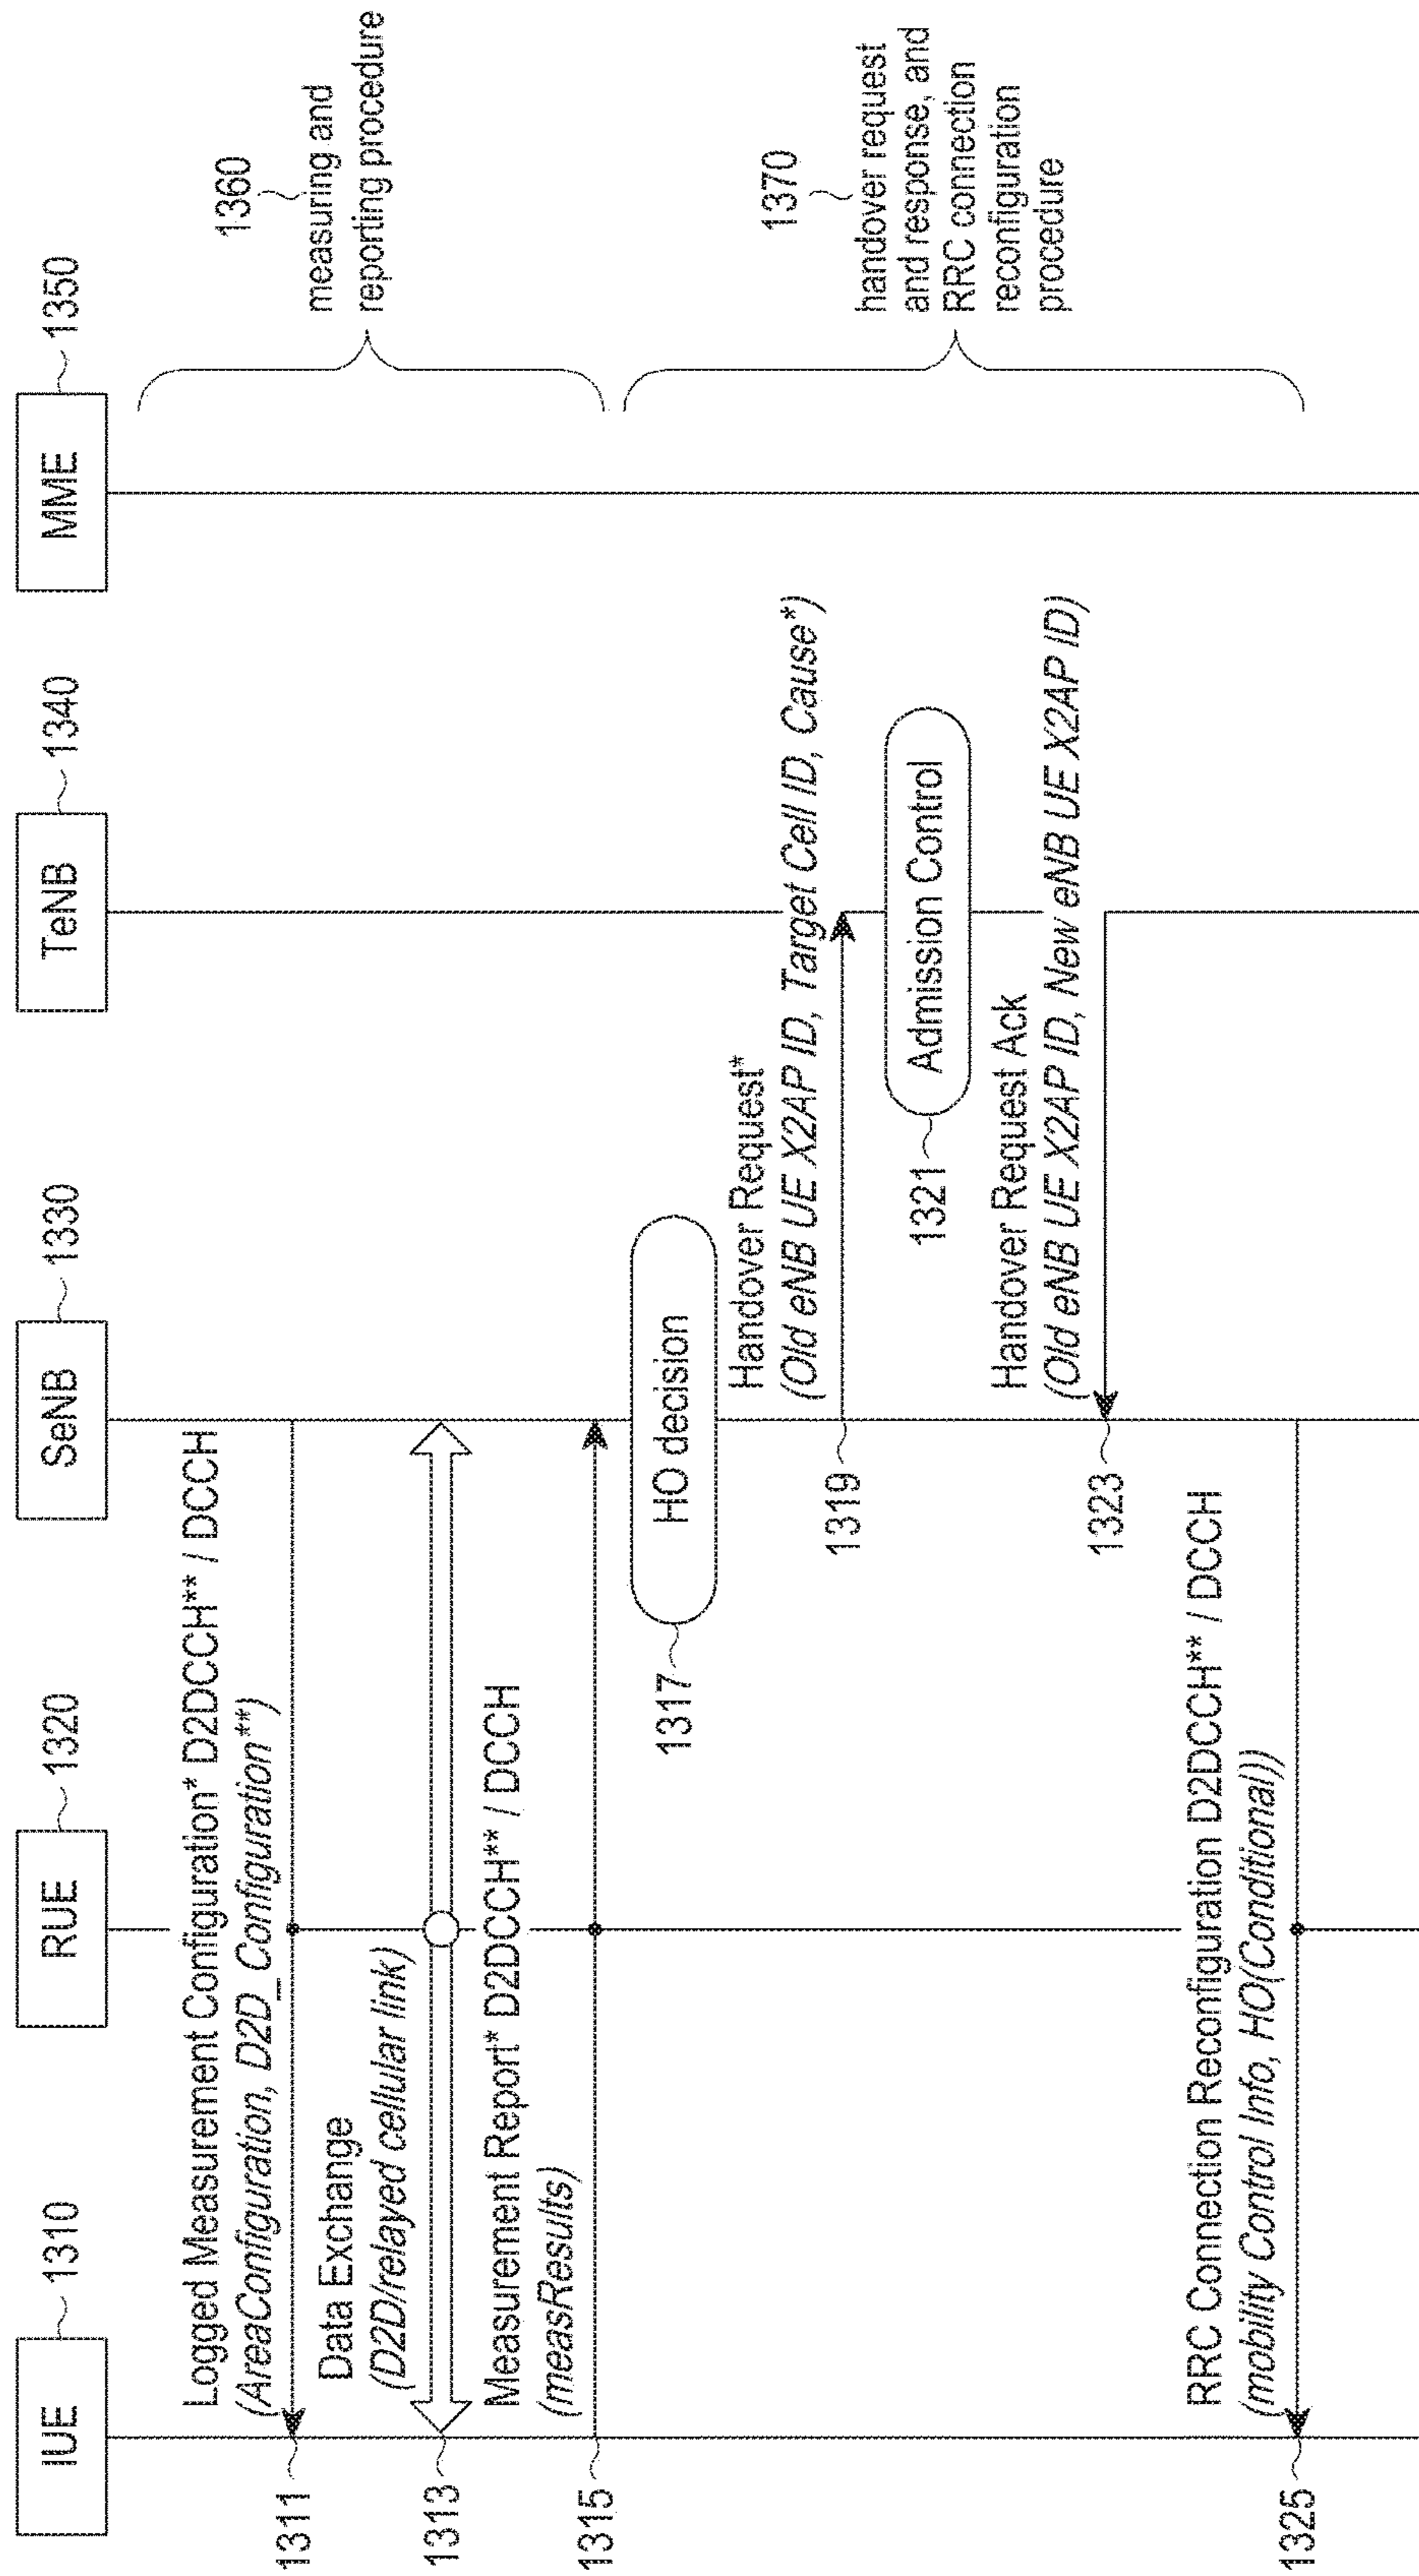 IUE
1310
RUE
1320
SeNB
1330
TeNB
1340
MME
1350
Logged Measurement Configuration* D2DCCH** / DCCH
(AreaConfiguration, D2D_Configuration**)
1311
Data Exchange
(D2D/relayed cellular link)
1313
Measurement Report* D2DCCH** / DCCH
(measResults)
1315
1360
measuring and
reporting procedure
HO decision
1317
Handover Request*
(Old eNB UE X2AP ID, Target Cell ID, Cause*)
1319
Admission Control
1321
Handover Request Ack
(Old eNB UE X2AP ID, New eNB UE X2AP ID)
1323
RRC Connection Reconfiguration D2DCCH** / DCCH
(mobility Control Info, HO(Conditional))
1325
1370
handover request
and response, and
RRC connection
reconfiguration
procedure